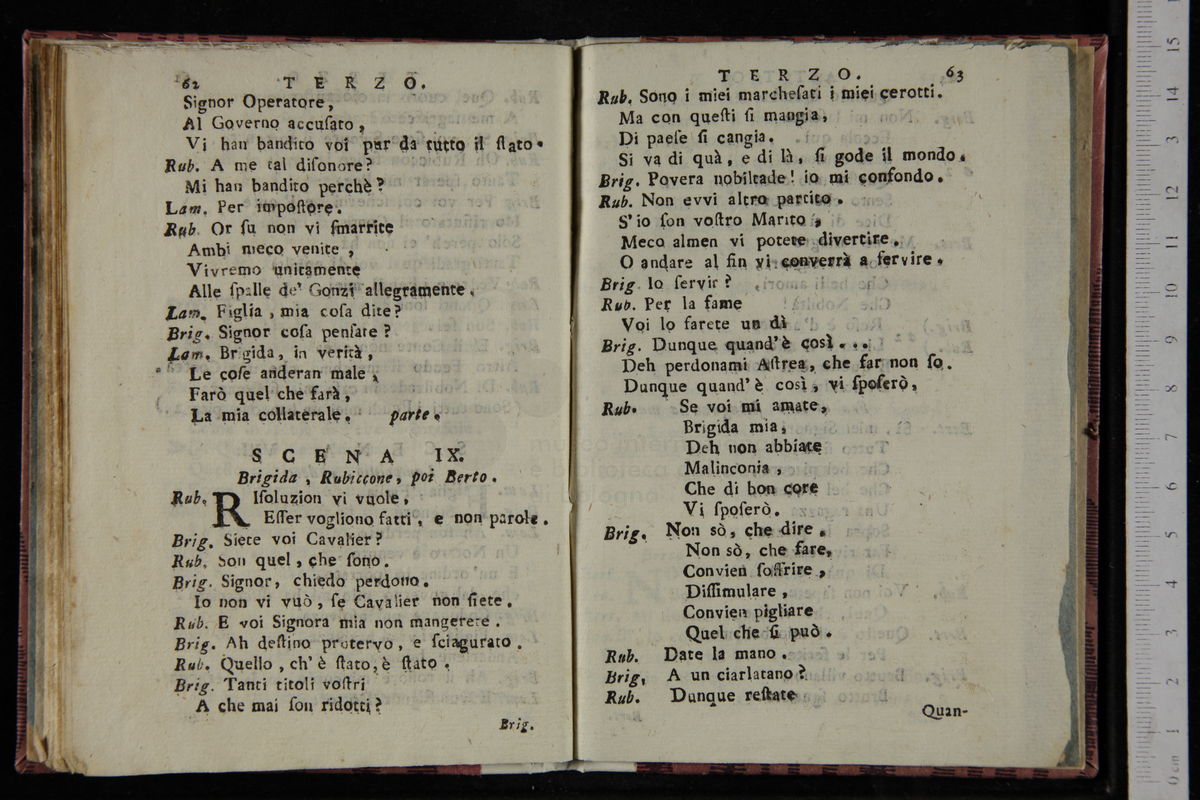 62 TERZO.
Signor Operatore,
Al Governo accuſato,
Vi han bandito voi pur da tutto il ſtato.
Rub. A me tal diſonore?
Mi han bandito perchè?
Lam. Per impoſtore.
Rub. Or ſu non vi ſmarrite
Ambi meco venite,
Vivremo unitamente
Alle ſpalle de' Gonzi allegramente.
Lam. Figlia, mia coſa dite?
Brig. Signor coſa penſate?
Lam. Brigida, in verità,
Le coſe anderan male,
Farò quel che farà,
La mia collaterale. parte.
SCENA IX.
Brigida, Rubiccone, poi Berto.
Rub. RIſoluzion vi vuole,
Eſſer vogliono fatti, e non parole.
Brig. Siete voi Cavalier?
Rub. Son quel, che ſono.
Brig. Signor, chiedo perdono.
Io non vi vuò, ſe Cavalier non ſiete.
Rub. E voi Signora mia non mangerete.
Brig. Ah deſtino protervo, e ſciagurato.
Rub. Quello, ch'è ſtato, è ſtato.
Brig. Tanti titoli voſtri
A che mai ſon ridotti?
Brig.
TERZO. 63
Rub. Sono i miei marcheſati i miei cerotti.
Ma con queſti ſi mangia,
Di paeſe ſi cangia.
Si va di quà, e di là, ſi gode il mondo.
Brig. Povera nobiltade! io mi confondo.
Rub. Non evvi altro partito.
S'io ſon voſtro Marito,
Meco almen vi potete divertire.
O andare al fin vi converrà a ſervire.
Brig. Io ſervir?
Rub. Per la fame
Voi lo farete un dì
Brig. Dunque quand'è così...
Deh perdonami Aſtrea, che far non ſo.
Dunque quand'è così, vi ſpoſerò,
Rub. Se voi mi amate,
Brigida mia,
Deh non abbiate
Malinconia,
Che di bon core
Vi ſpoſerò.
Brig. Non sò, che dire.
Non sò, che fare,
Convien ſoffrire,
Diſſimulare,
Convien pigliare
Quel che ſi può.
Rub. Date la mano.
Brig. A un ciarlatano?
Rub. Dunque reſtate
Quan-